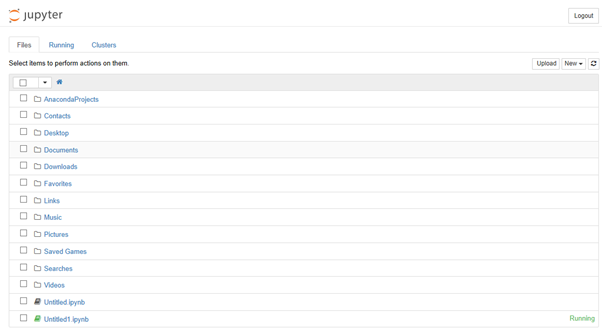 jupyter
Logout
Files Running Clusters
Select items to perform actions on them.
Upload New
AnacondaProjects
Contacts
Desktop
Documents
Downloads
Favorites
Links
Music
Pictures
Saved Games
Searches
Videos
Untitled.ipynb
Untitled1.ipynb Running